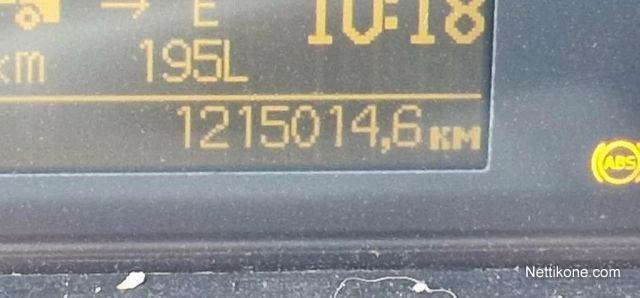 E 10:18
km 195L
1215014,6 KM
ABS
Nettikone.com